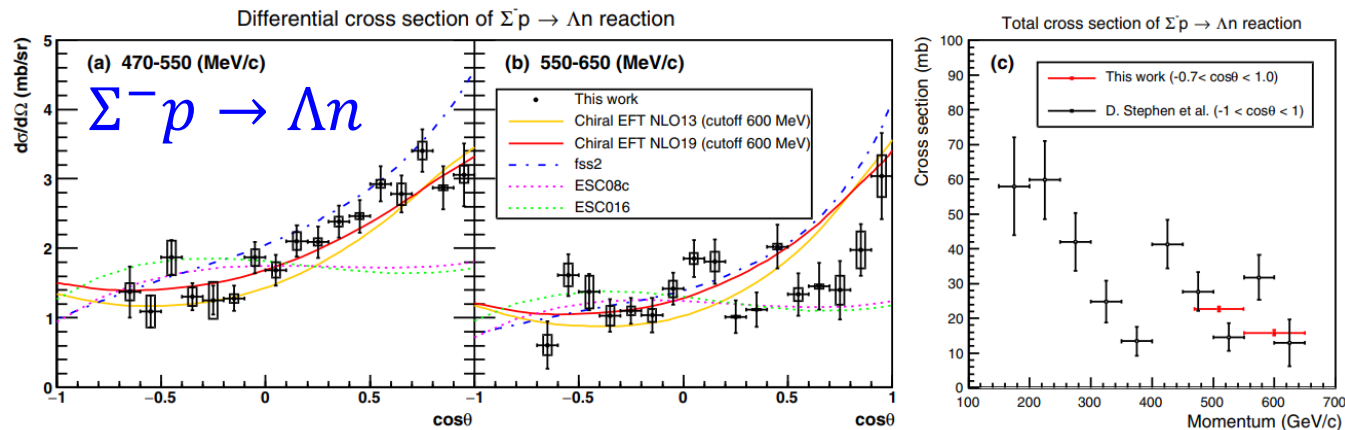 Differential cross section of Σ⁻p → Λn reaction
dσ/dΩ (mb/sr)
5
4
3
2
1
0
(a) 470-550 (MeV/c)
Σ⁻p → Λn
−1 −0.5 0 0.5 1
cosθ
(b) 550-650 (MeV/c)
This work
Chiral EFT NLO13 (cutoff 600 MeV)
Chiral EFT NLO19 (cutoff 600 MeV)
fss2
ESC08c
ESC016
−1 −0.5 0 0.5 1
cosθ
Total cross section of Σ⁻p → Λn reaction
Cross section (mb)
100
90
80
70
60
50
40
30
20
10
0
(c)
This work (-0.7< cosθ < 1.0)
D. Stephen et al. (-1 < cosθ < 1)
100 200 300 400 500 600 700
Momentum (GeV/c)